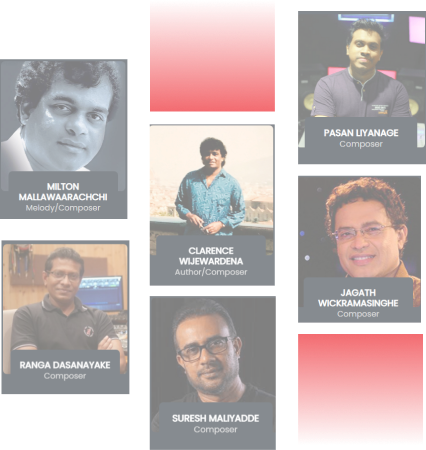 MILTON
MALLAWAARACHCHI
Melody/Composer
RANGA DASANAYAKE
Composer
CLARENCE
WIJEWARDENA
Author/Composer
SURESH MALIYADDE
Composer
PASAN LIYANAGE
Composer
JAGATH
WICKRAMASINGHE
Composer